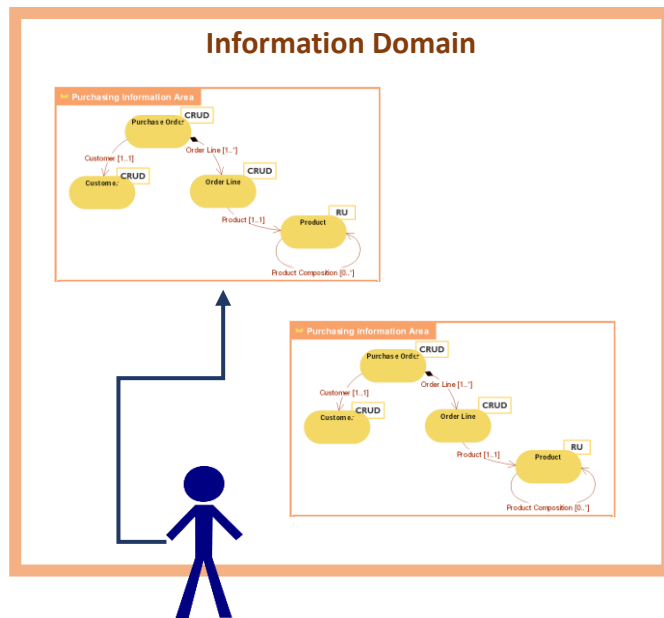 Information Domain
Purchasing Information Area
CRUD
Purchase Order
Customer [1..1]
Order Line [1..*]
CRUD
Customer
CRUD
Order Line
RU
Product [1..1]
Product
Product Composition [0..*]
Purchasing Information Area
CRUD
Purchase Order
Customer [1..1]
Order Line [1..*]
CRUD
Customer
CRUD
Order Line
RU
Product [1..1]
Product
Product Composition [0..*]